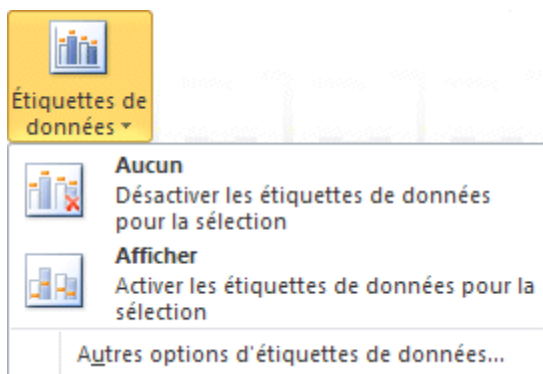 Étiquettes de
données
Aucun
Désactiver les étiquettes de données
pour la sélection
Afficher
Activer les étiquettes de données pour la
sélection
Autres options d'étiquettes de données...